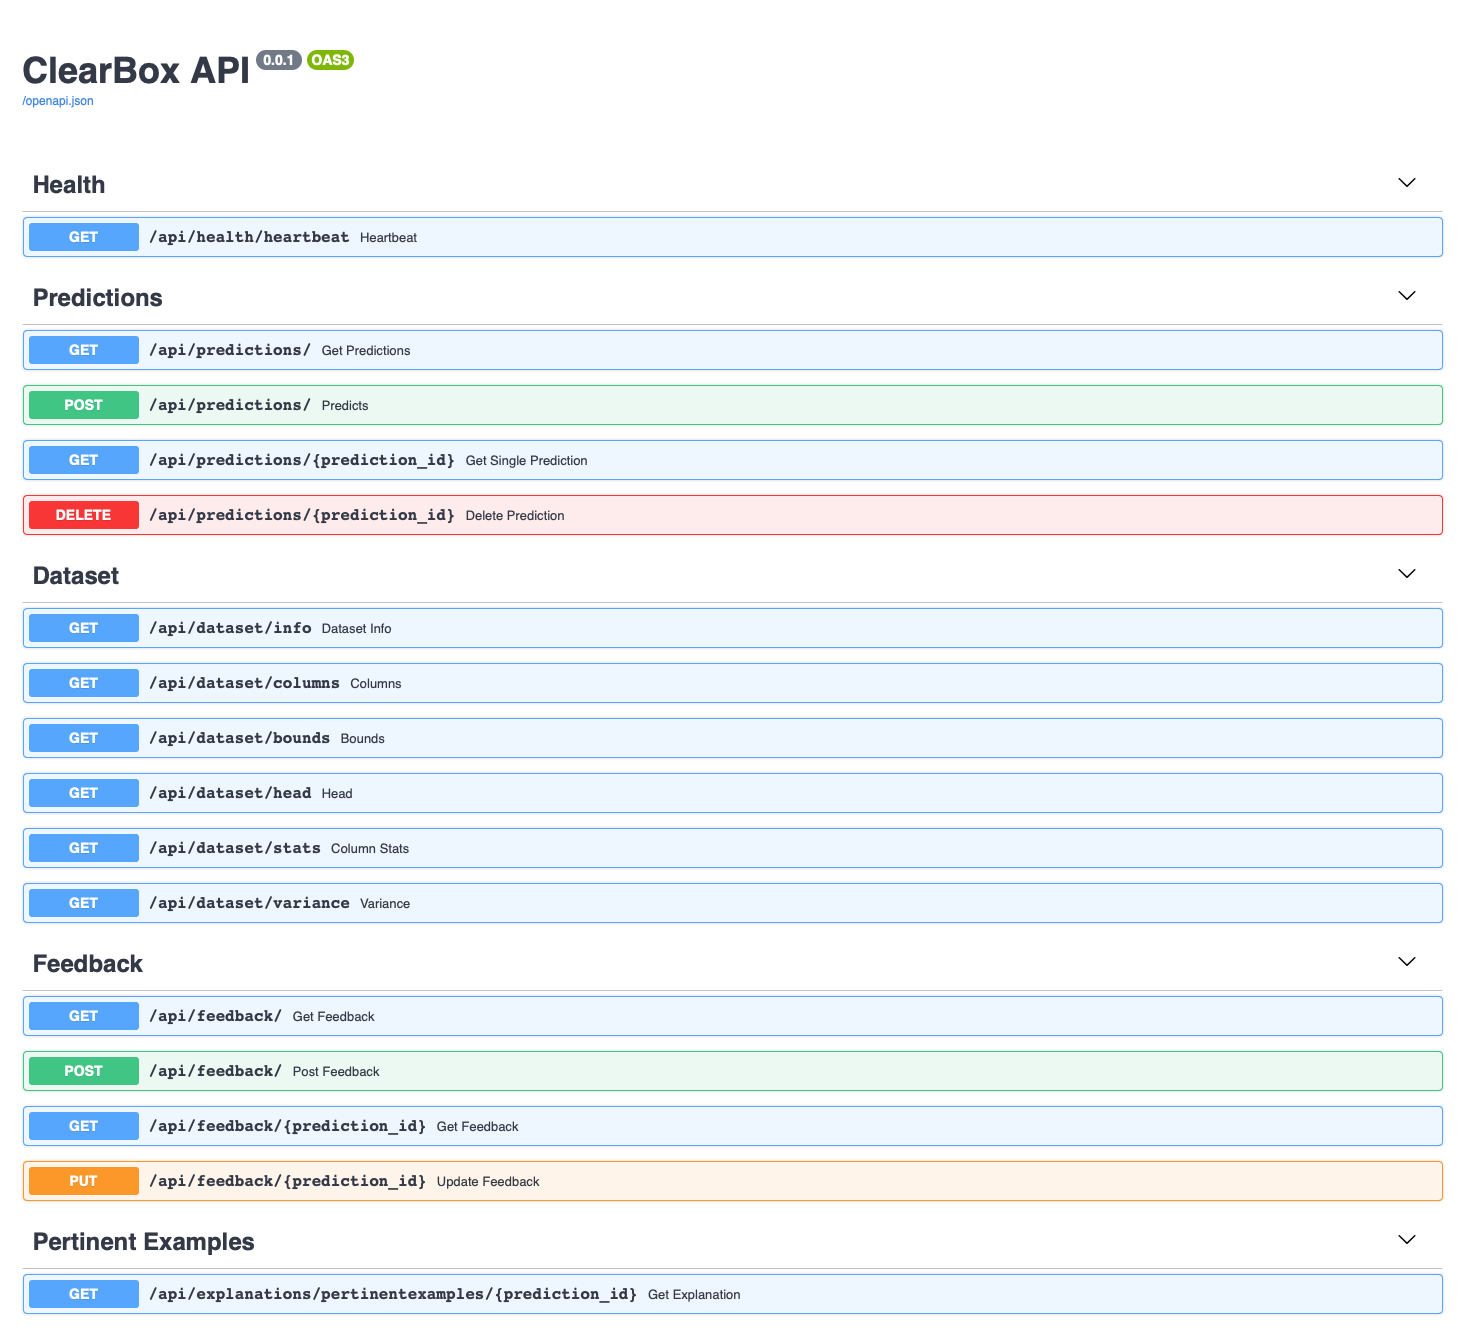 ClearBox API 0.0.1 OAS3
/openapi.json
Health
GET /api/health/heartbeat Heartbeat
Predictions
GET /api/predictions/ Get Predictions
POST /api/predictions/ Predicts
GET /api/predictions/{prediction_id} Get Single Prediction
DELETE /api/predictions/{prediction_id} Delete Prediction
Dataset
GET /api/dataset/info Dataset Info
GET /api/dataset/columns Columns
GET /api/dataset/bounds Bounds
GET /api/dataset/head Head
GET /api/dataset/stats Column Stats
GET /api/dataset/variance Variance
Feedback
GET /api/feedback/ Get Feedback
POST /api/feedback/ Post Feedback
GET /api/feedback/{prediction_id} Get Feedback
PUT /api/feedback/{prediction_id} Update Feedback
Pertinent Examples
GET /api/explanations/pertinentexamples/{prediction_id} Get Explanation